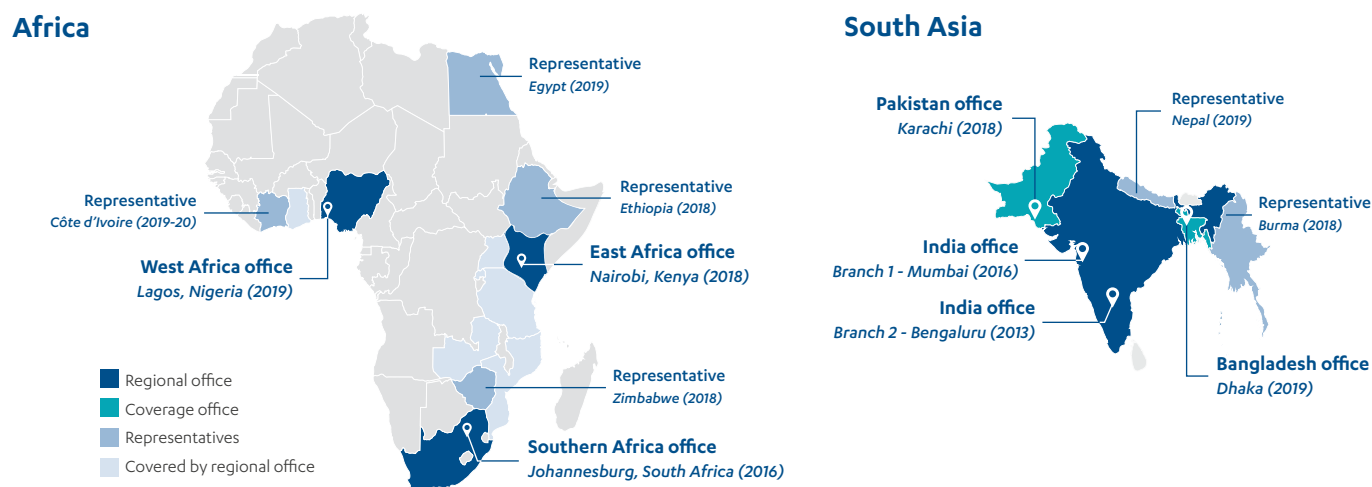 Africa
Representative
Egypt (2019)
Representative
Ethiopia (2018)
Representative
Côte d'Ivoire (2019-20)
East Africa office
Nairobi, Kenya (2018)
West Africa office
Lagos, Nigeria (2019)
Representative
Zimbabwe (2018)
Regional office
Coverage office
Representatives
Covered by regional office
Southern Africa office
Johannesburg, South Africa (2016)
South Asia
Pakistan office
Karachi (2018)
Representative
Nepal (2019)
Representative
Burma (2018)
India office
Branch 1 - Mumbai (2016)
India office
Branch 2 - Bengaluru (2013)
Bangladesh office
Dhaka (2019)